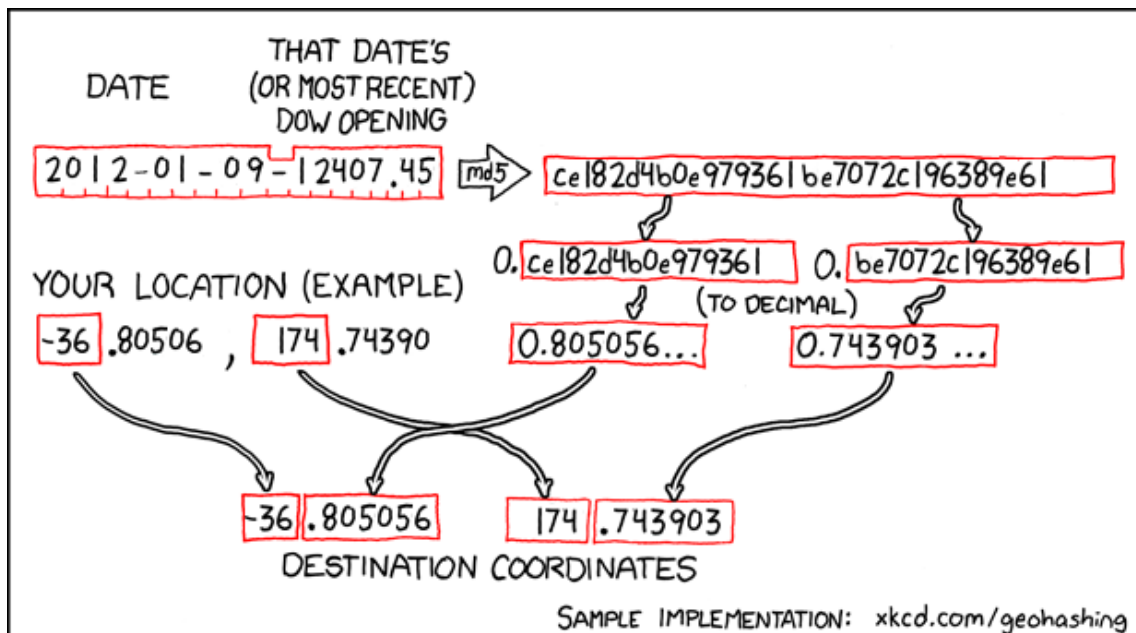 DATE
THAT DATE'S
(OR MOST RECENT)
DOW OPENING
2012-01-09-12407.45
md5
ce182d4b0e979361be7072c196389e61
0. ce182d4b0e979361
0. be7072c196389e61
(TO DECIMAL)
YOUR LOCATION (EXAMPLE)
-36 .80506 , 174 .74390
0.805056...
0.743903 ...
-36 .805056
174 .743903
DESTINATION COORDINATES
SAMPLE IMPLEMENTATION: xkcd.com/geohashing